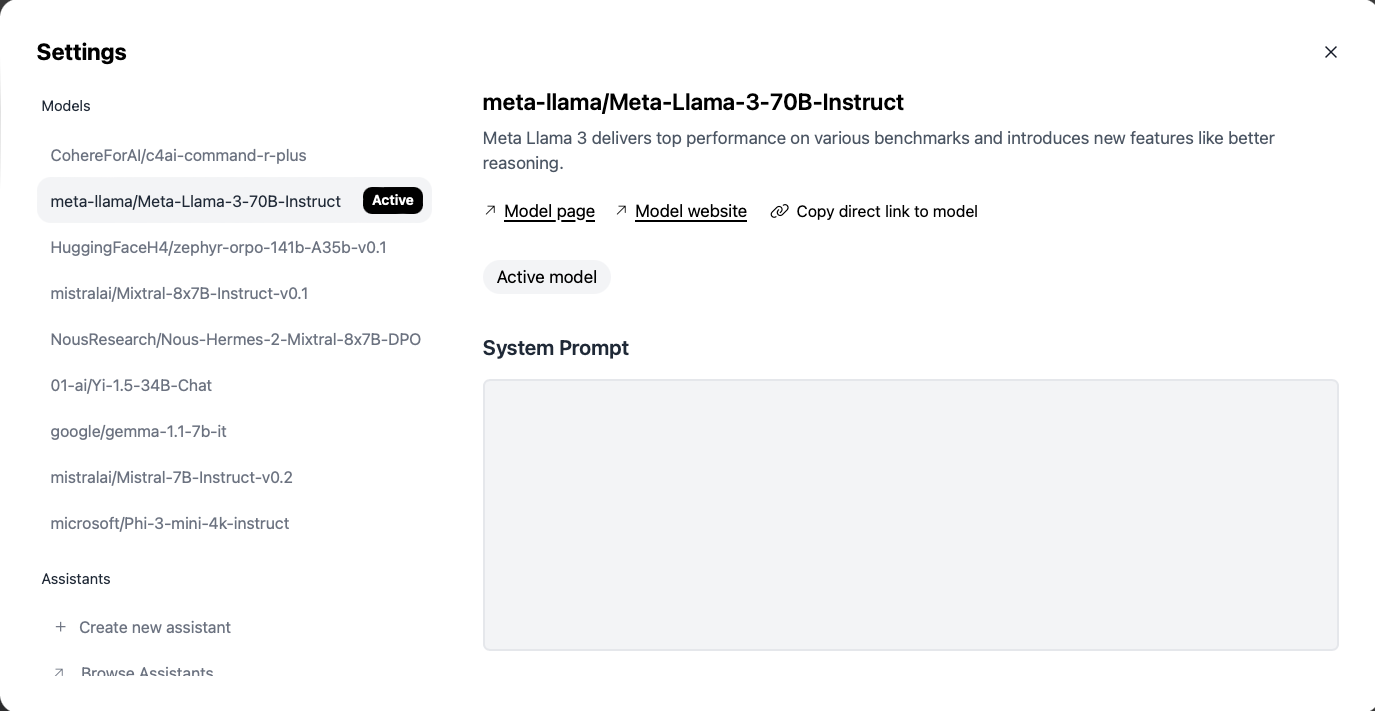 Settings
Models
CohereForAI/c4ai-command-r-plus
meta-llama/Meta-Llama-3-70B-Instruct Active
HuggingFaceH4/zephyr-orpo-141b-A35b-v0.1
mistralai/Mixtral-8x7B-Instruct-v0.1
NousResearch/Nous-Hermes-2-Mixtral-8x7B-DPO
01-ai/Yi-1.5-34B-Chat
google/gemma-1.1-7b-it
mistralai/Mistral-7B-Instruct-v0.2
microsoft/Phi-3-mini-4k-instruct
Assistants
Create new assistant
Browse Assistants
meta-llama/Meta-Llama-3-70B-Instruct
Meta Llama 3 delivers top performance on various benchmarks and introduces new features like better
reasoning.
Model page Model website Copy direct link to model
Active model
System Prompt